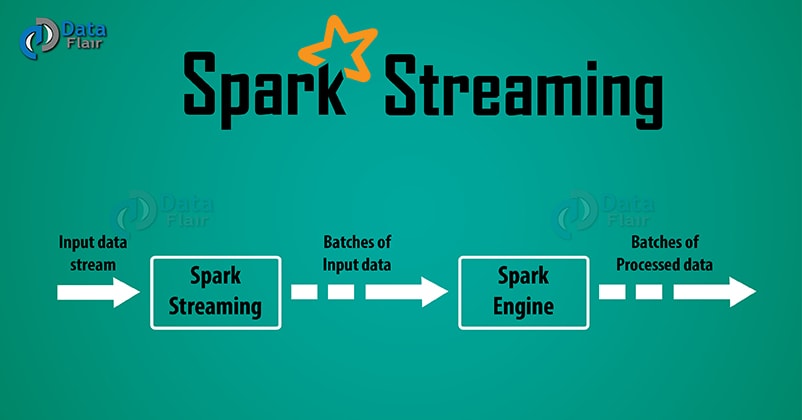 Data
Flair
Spark Streaming
Data
Flair
Data
Flair
Input data
stream
Spark
Streaming
Batches of
Input data
Spark
Engine
Batches of
Processed data